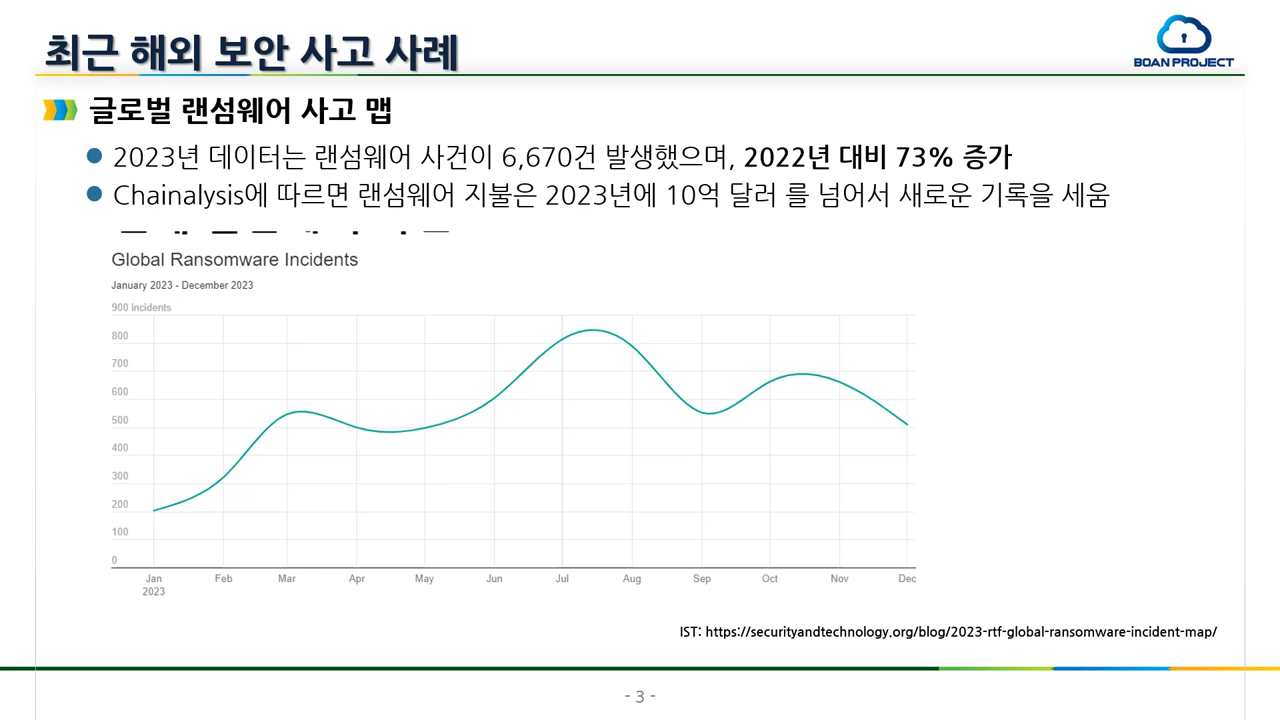 최근 해외 보안 사고 사례
BOAN PROJECT
글로벌 랜섬웨어 사고 맵
2023년 데이터는 랜섬웨어 사건이 6,670건 발생했으며, 2022년 대비 73% 증가
Chainalysis에 따르면 랜섬웨어 지불은 2023년에 10억 달러 를 넘어서 새로운 기록을 세움
Global Ransomware Incidents
January 2023 - December 2023
900 incidents
800
700
600
500
400
300
200
100
0
Jan Feb Mar Apr May Jun Jul Aug Sep Oct Nov Dec
2023
IST: https://securityandtechnology.org/blog/2023-rtf-global-ransomware-incident-map/
- 3 -